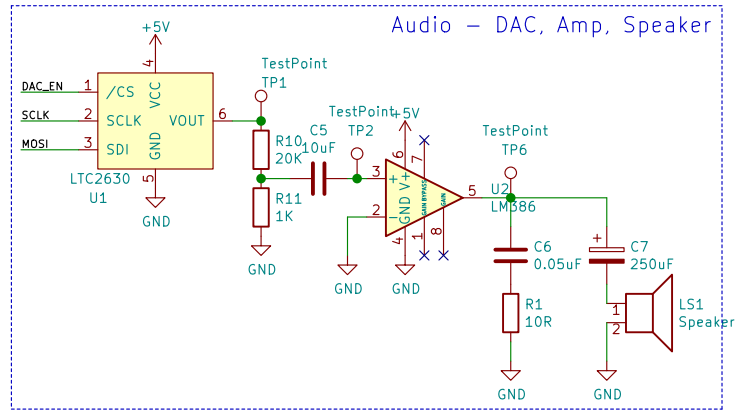 Audio – DAC, Amp, Speaker
+5V
4
VCC
DAC_EN
1
/CS
SCLK
2
SCLK
MOSI
3
SDI
GND
5
VOUT
6
LTC2630
U1
GND
TestPoint
TP1
R10
20K
R11
1K
GND
C5
10uF
TestPoint
TP2
+5V
6
7
3
+
2
-
V+
GND
BYPASS
GAIN
GAIN
4
1
8
5
U2
LM386
GND
GND
TestPoint
TP6
C6
0.05uF
R1
10R
GND
+
C7
250uF
1
2
LS1
Speaker
GND